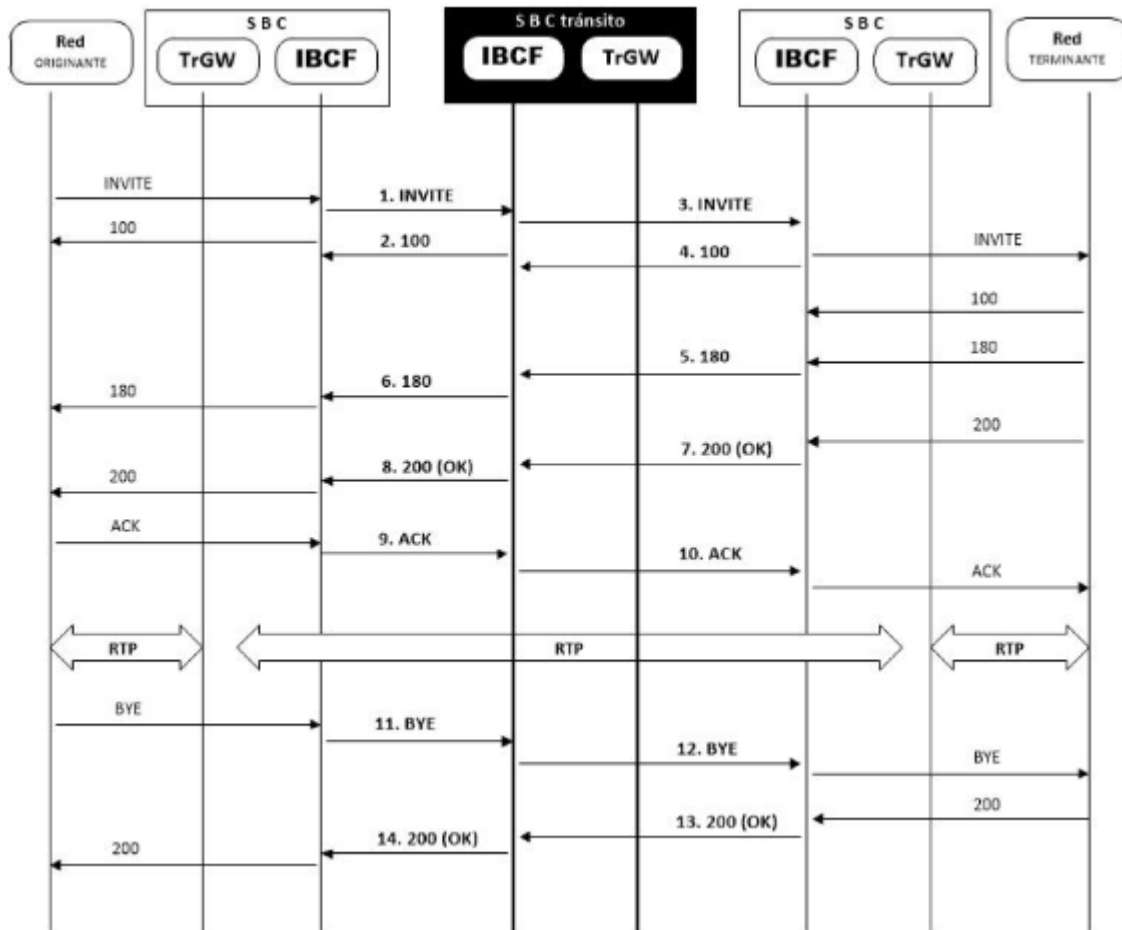 Red
ORIGINANTE
S B C
TrGW
IBCF
S B C tránsito
IBCF
TrGW
S B C
IBCF
TrGW
Red
TERMINANTE
INVITE
1. INVITE
3. INVITE
100
2. 100
4. 100
INVITE
100
180
5. 180
6. 180
180
200
7. 200 (OK)
8. 200 (OK)
200
ACK
9. ACK
10. ACK
ACK
RTP
RTP
RTP
BYE
11. BYE
12. BYE
BYE
200
13. 200 (OK)
14. 200 (OK)
200